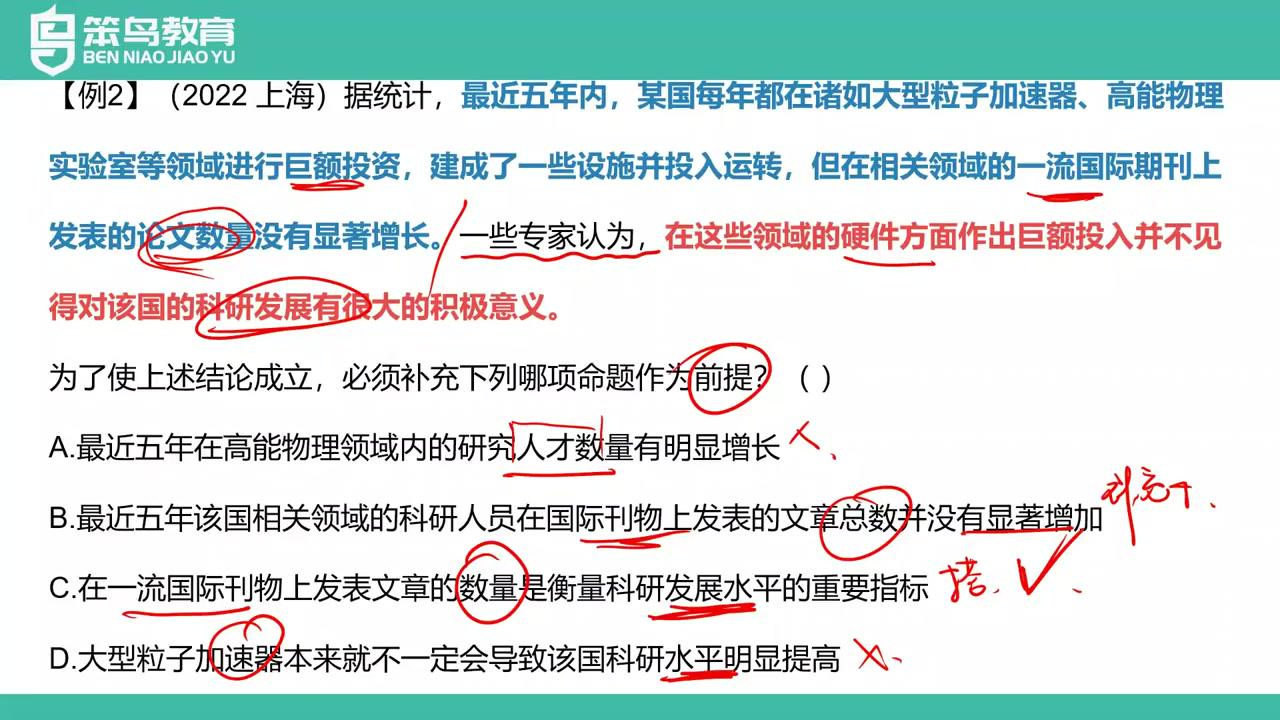 笨鸟教育
BEN NIAO JIAO YU
【例2】（2022 上海）据统计，最近五年内，某国每年都在诸如大型粒子加速器、高能物理
实验室等领域进行巨额投资，建成了一些设施并投入运转，但在相关领域的一流国际期刊上
发表的论文数量没有显著增长。一些专家认为，在这些领域的硬件方面作出巨额投入并不见
得对该国的科研发展有很大的积极意义。
为了使上述结论成立，必须补充下列哪项命题作为前提？（ ）
A.最近五年在高能物理领域内的研究人才数量有明显增长
B.最近五年该国相关领域的科研人员在国际刊物上发表的文章总数并没有显著增加
C.在一流国际刊物上发表文章的数量是衡量科研发展水平的重要指标
D.大型粒子加速器本来就不一定会导致该国科研水平明显提高